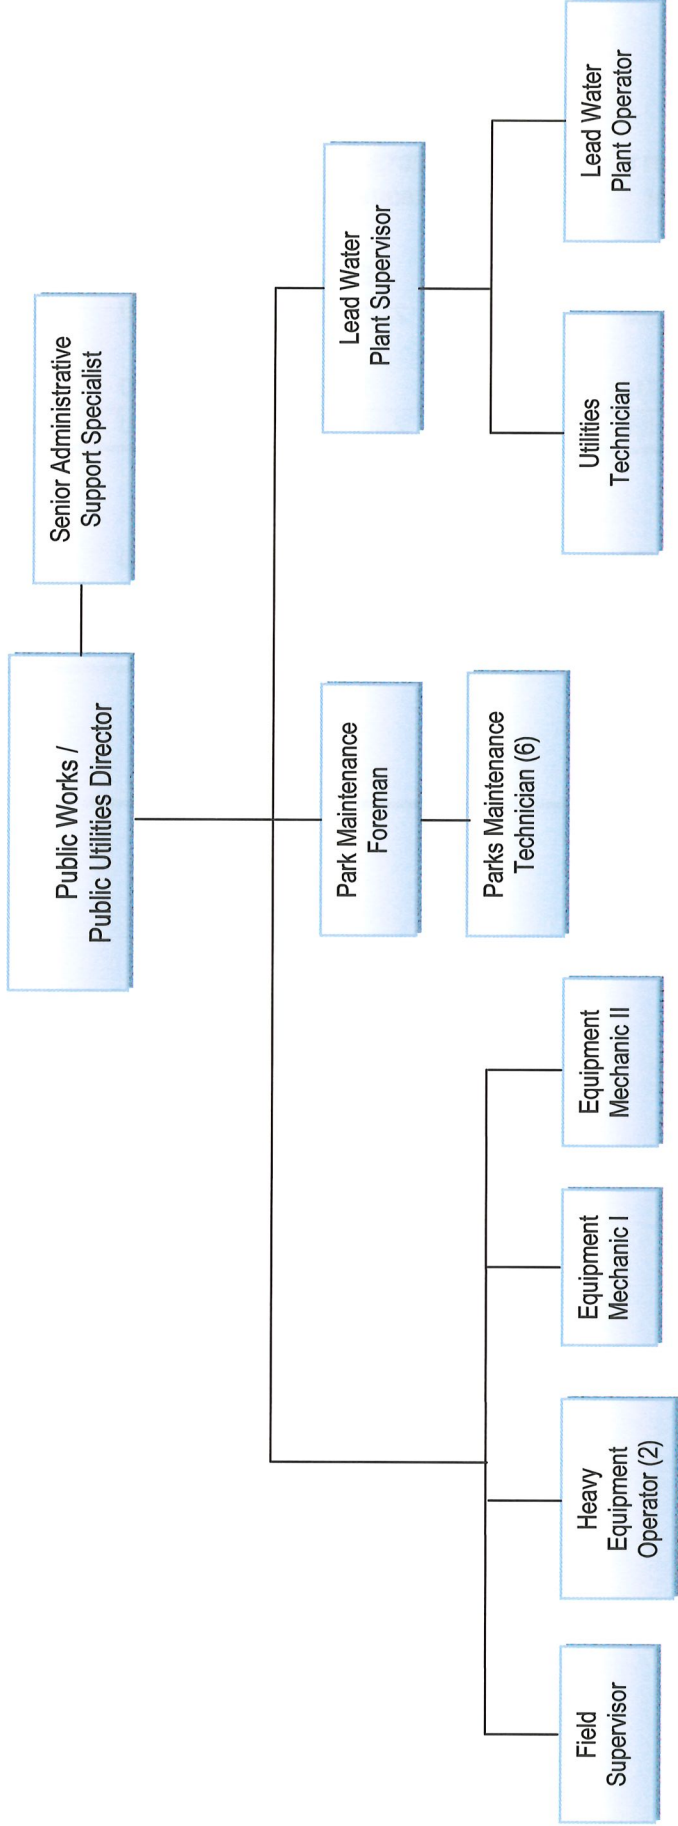 Public Works /
Public Utilities Director
Senior Administrative
Support Specialist
Park Maintenance
Foreman
Lead Water
Plant Supervisor
Parks Maintenance
Technician (6)
Field
Supervisor
Heavy
Equipment
Operator (2)
Equipment
Mechanic I
Equipment
Mechanic II
Utilities
Technician
Lead Water
Plant Operator